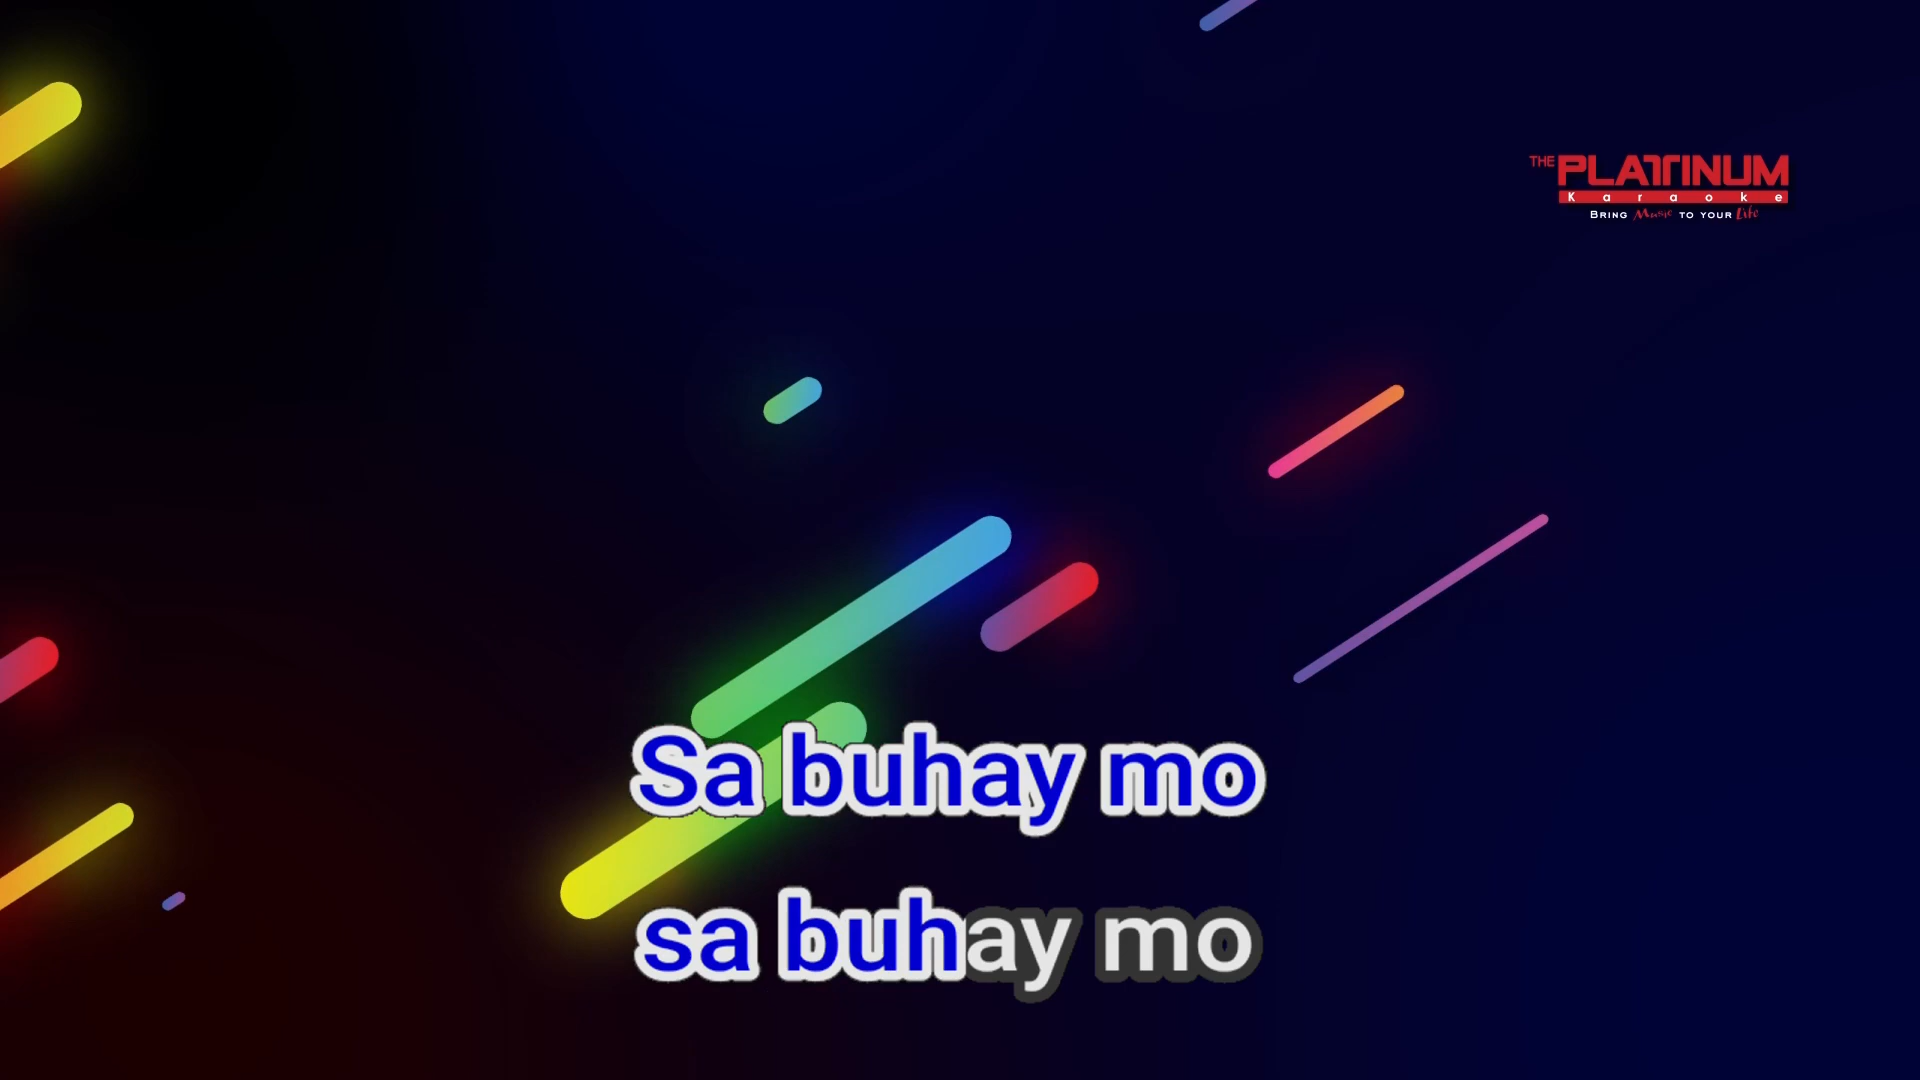 THE PLATINUM
Karaoke
BRING Music TO YOUR Life
Sa buhay mo
sa buhay mo